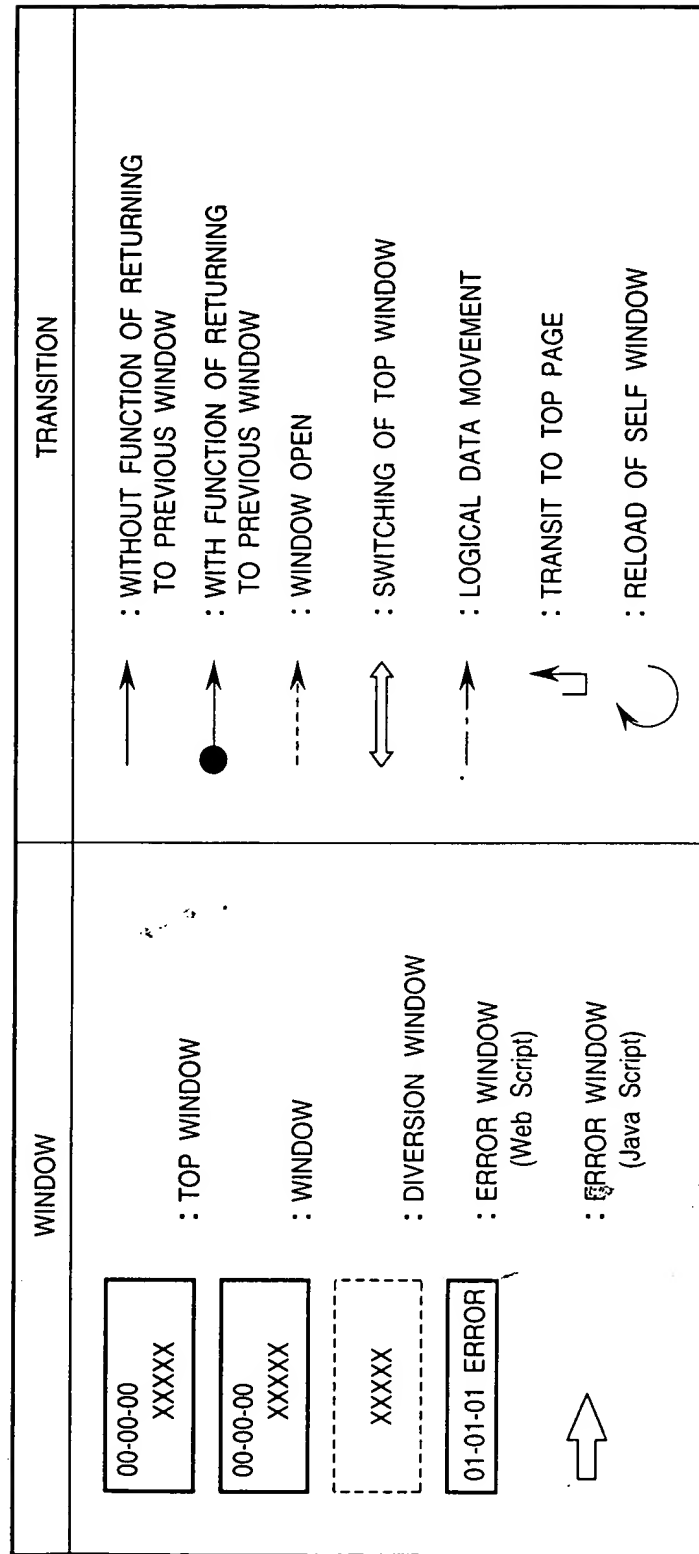 WINDOW
00-00-00
XXXXX
: TOP WINDOW
00-00-00
XXXXX
: WINDOW
XXXXX
: DIVERSION WINDOW
01-01-01 ERROR
: ERROR WINDOW
(Web Script)
: ERROR WINDOW
(Java Script)
TRANSITION
: WITHOUT FUNCTION OF RETURNING
TO PREVIOUS WINDOW
: WITH FUNCTION OF RETURNING
TO PREVIOUS WINDOW
: WINDOW OPEN
: SWITCHING OF TOP WINDOW
: LOGICAL DATA MOVEMENT
: TRANSIT TO TOP PAGE
: RELOAD OF SELF WINDOW